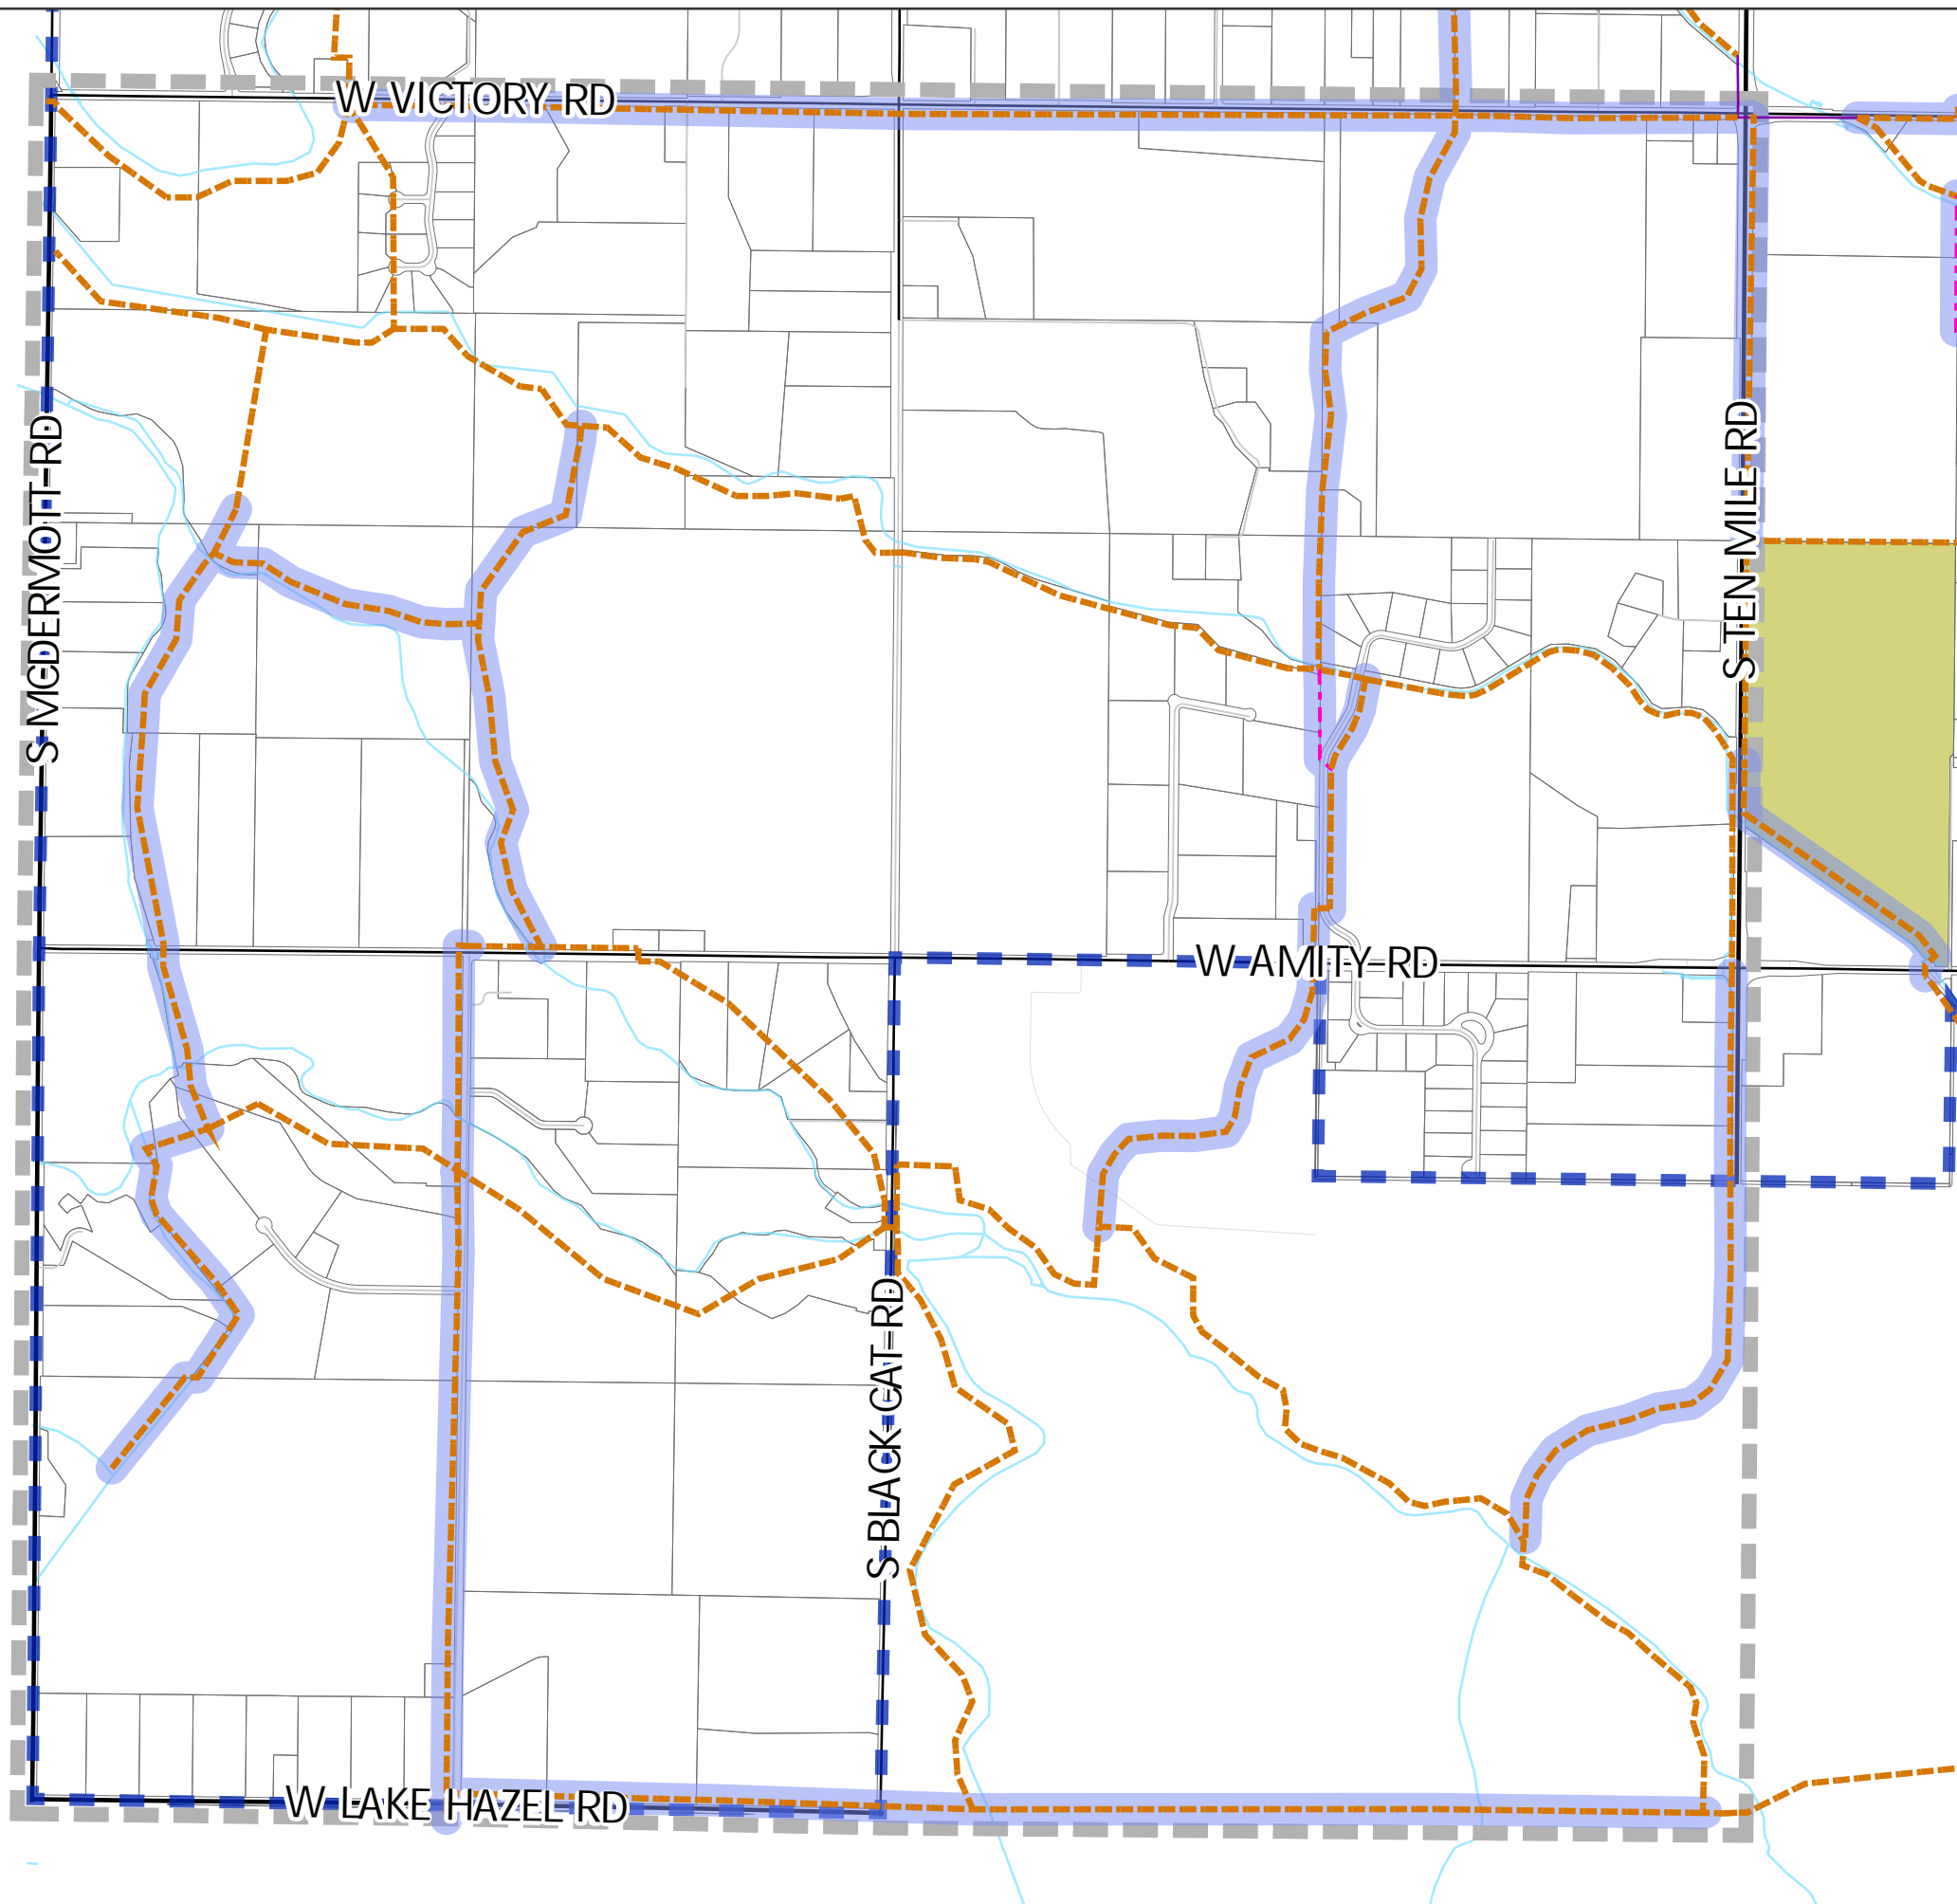 W VICTORY RD
S MCDERMOTT RD
S TEN MILE RD
W AMITY RD
S BLACK CAT RD
W LAKE HAZEL RD